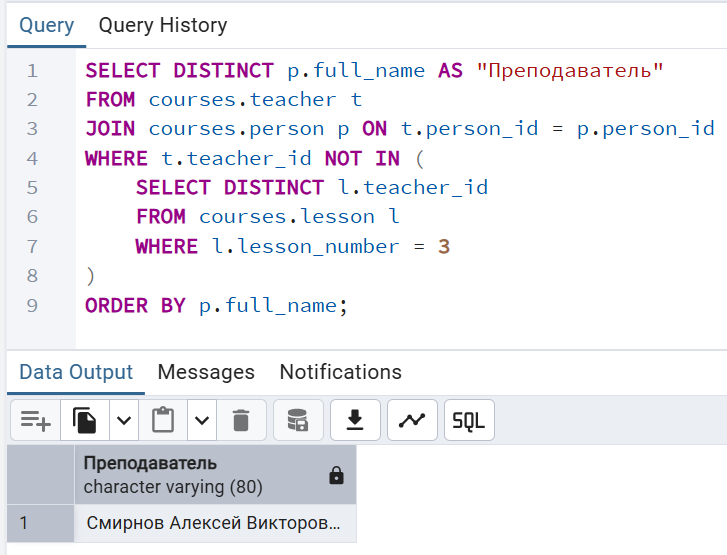 Query Query History
1 SELECT DISTINCT p.full_name AS "Преподаватель"
2 FROM courses.teacher t
3 JOIN courses.person p ON t.person_id = p.person_id
4 WHERE t.teacher_id NOT IN (
5 SELECT DISTINCT l.teacher_id
6 FROM courses.lesson l
7 WHERE l.lesson_number = 3
8 )
9 ORDER BY p.full_name;
Data Output Messages Notifications
SQL
Преподаватель
character varying (80)
1 Смирнов Алексей Викторов…